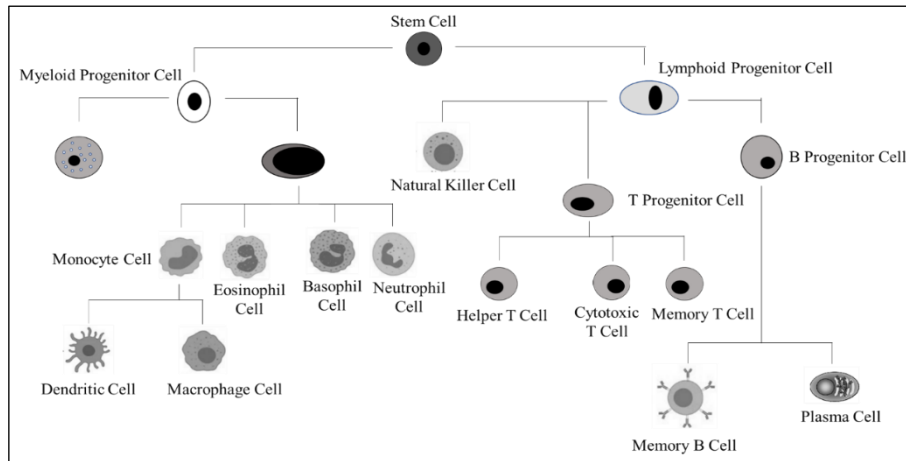 Stem Cell
Myeloid Progenitor Cell
Lymphoid Progenitor Cell
Natural Killer Cell
B Progenitor Cell
T Progenitor Cell
Monocyte Cell
Eosinophil
Cell
Basophil
Cell
Neutrophil
Cell
Helper T Cell
Cytotoxic
T Cell
Memory T Cell
Dendritic Cell
Macrophage Cell
Memory B Cell
Plasma Cell